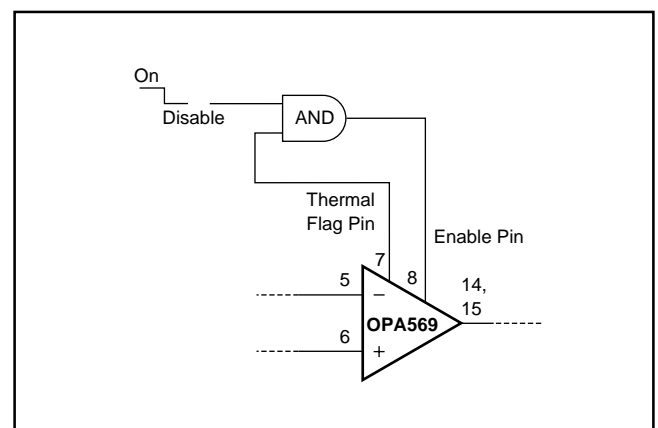 On
Disable
AND
Thermal
Flag Pin
Enable Pin
7
8
14,
15
5
−
OPA569
6
+